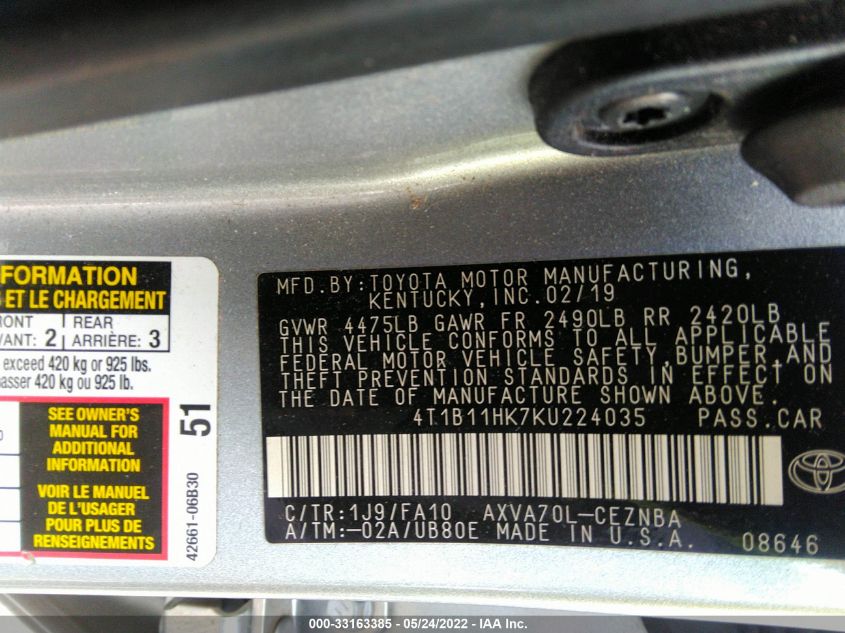 FORMATION
S ET LE CHARGEMENT
RONT
VANT: 2
REAR
ARRIÈRE: 3
exceed 420 kg or 925 lbs.
passer 420 kg ou 925 lb.
SEE OWNER'S
MANUAL FOR
ADDITIONAL
INFORMATION
VOIR LE MANUEL
DE L'USAGER
POUR PLUS DE
RENSEIGNEMENTS
51
42661-06B30
MFD.BY:TOYOTA MOTOR MANUFACTURING,
KENTUCKY,INC.02/19
GVWR 4475LB GAWR FR 2490LB RR 2420LB
THIS VEHICLE CONFORMS TO ALL APPLICABLE
FEDERAL MOTOR VEHICLE SAFETY,BUMPER,AND
THEFT PREVENTION STANDARDS IN EFFECT ON
THE DATE OF MANUFACTURE SHOWN ABOVE.
4T1B11HK7KU224035 PASS.CAR
C/TR:1J9/FA10 AXVA70L-CEZNBA
A/TM:-02A/UB80E MADE IN U.S.A. 08646
000-33163385 - 05/24/2022 - IAA Inc.